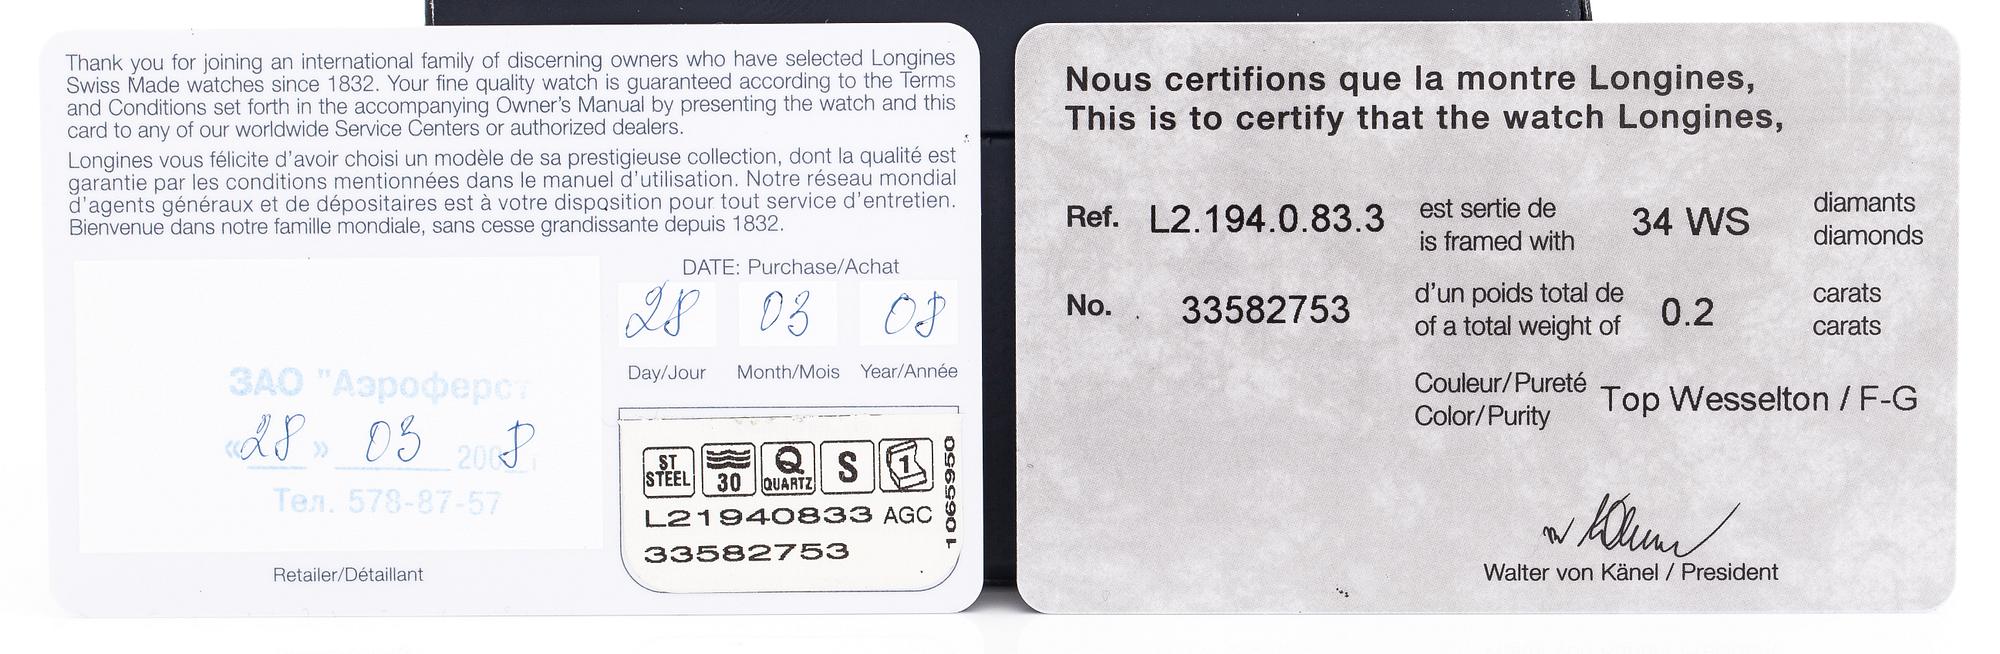 Thank you for joining an international family of discerning owners who have selected Longines
Swiss Made watches since 1832. Your fine quality watch is guaranteed according to the Terms
and Conditions set forth in the accompanying Owner's Manual by presenting the watch and this
card to any of our worldwide Service Centers or authorized dealers.
Longines vous félicite d'avoir choisi un modèle de sa prestigieuse collection, dont la qualité est
garantie par les conditions mentionnées dans le manuel d'utilisation. Notre réseau mondial
d'agents généraux et de dépositaires est à votre disposition pour tout service d'entretien.
Bienvenue dans notre famille mondiale, sans cesse grandissante depuis 1832.
DATE: Purchase/Achat
28 03 08
Day/Jour Month/Mois Year/Année
ЗАО "Аэроферст
«28» 03 2008
Тел. 578-87-57
Retailer/Détaillant
ST STEEL 30 Q QUARTZ S 1
L21940833 AGC
33582753
1065950
Nous certifions que la montre Longines,
This is to certify that the watch Longines,
Ref. L2.194.0.83.3 est sertie de 34 WS diamants
is framed with diamonds
No. 33582753 d'un poids total de 0.2 carats
of a total weight of carats
Couleur/Pureté Top Wesselton / F-G
Color/Purity
Walter von Känel / President